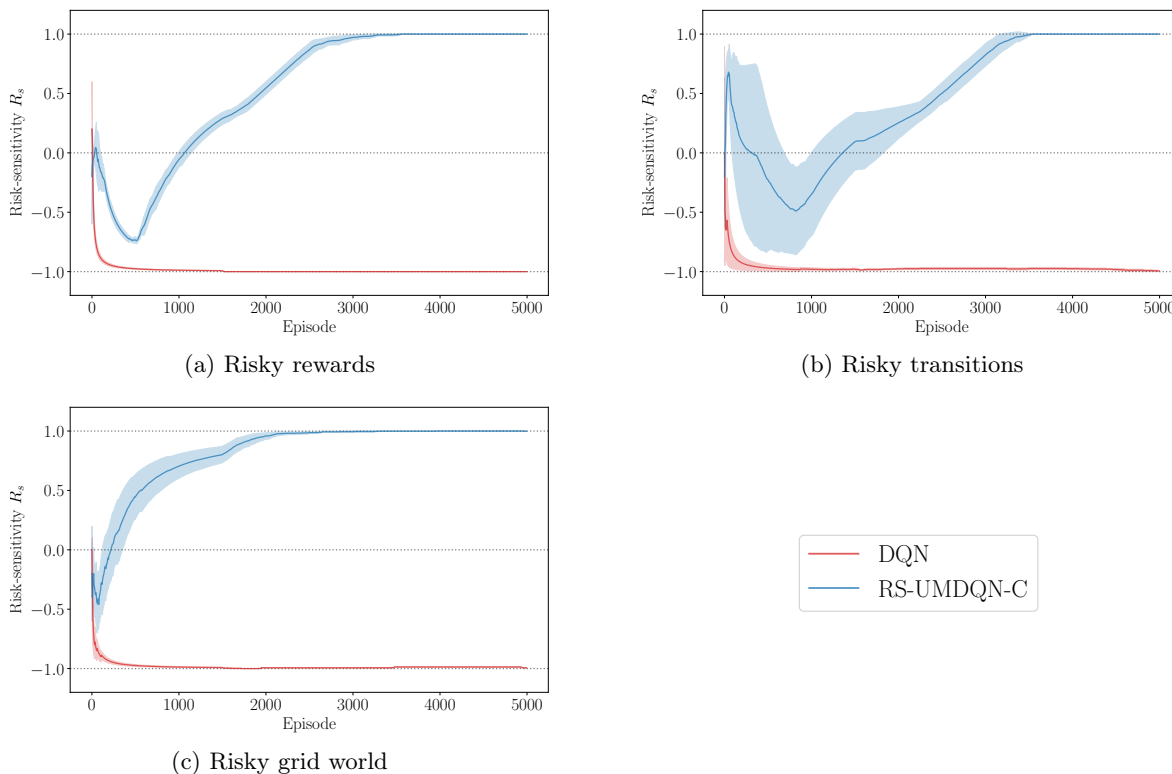 1.0
0.5
0.0
−0.5
−1.0
Risk-sensitivity R_s
0 1000 2000 3000 4000 5000
Episode
(a) Risky rewards
1.0
0.5
0.0
−0.5
−1.0
Risk-sensitivity R_s
0 1000 2000 3000 4000 5000
Episode
(b) Risky transitions
1.0
0.5
0.0
−0.5
−1.0
Risk-sensitivity R_s
0 1000 2000 3000 4000 5000
Episode
(c) Risky grid world
DQN
RS-UMDQN-C